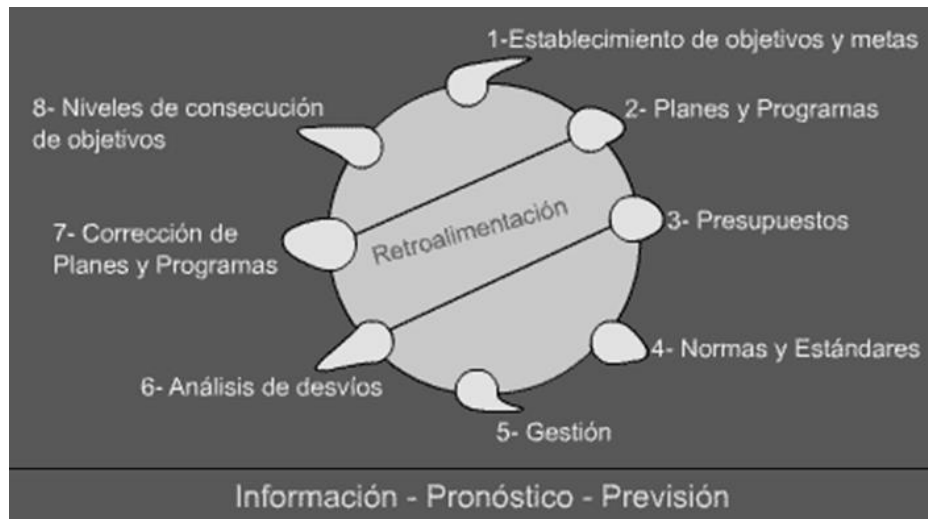 1-Establecimiento de objetivos y metas
2- Planes y Programas
3- Presupuestos
4- Normas y Estándares
5- Gestión
6- Análisis de desvíos
7- Corrección de
Planes y Programas
8- Niveles de consecución
de objetivos
Retroalimentación
Información - Pronóstico - Previsión